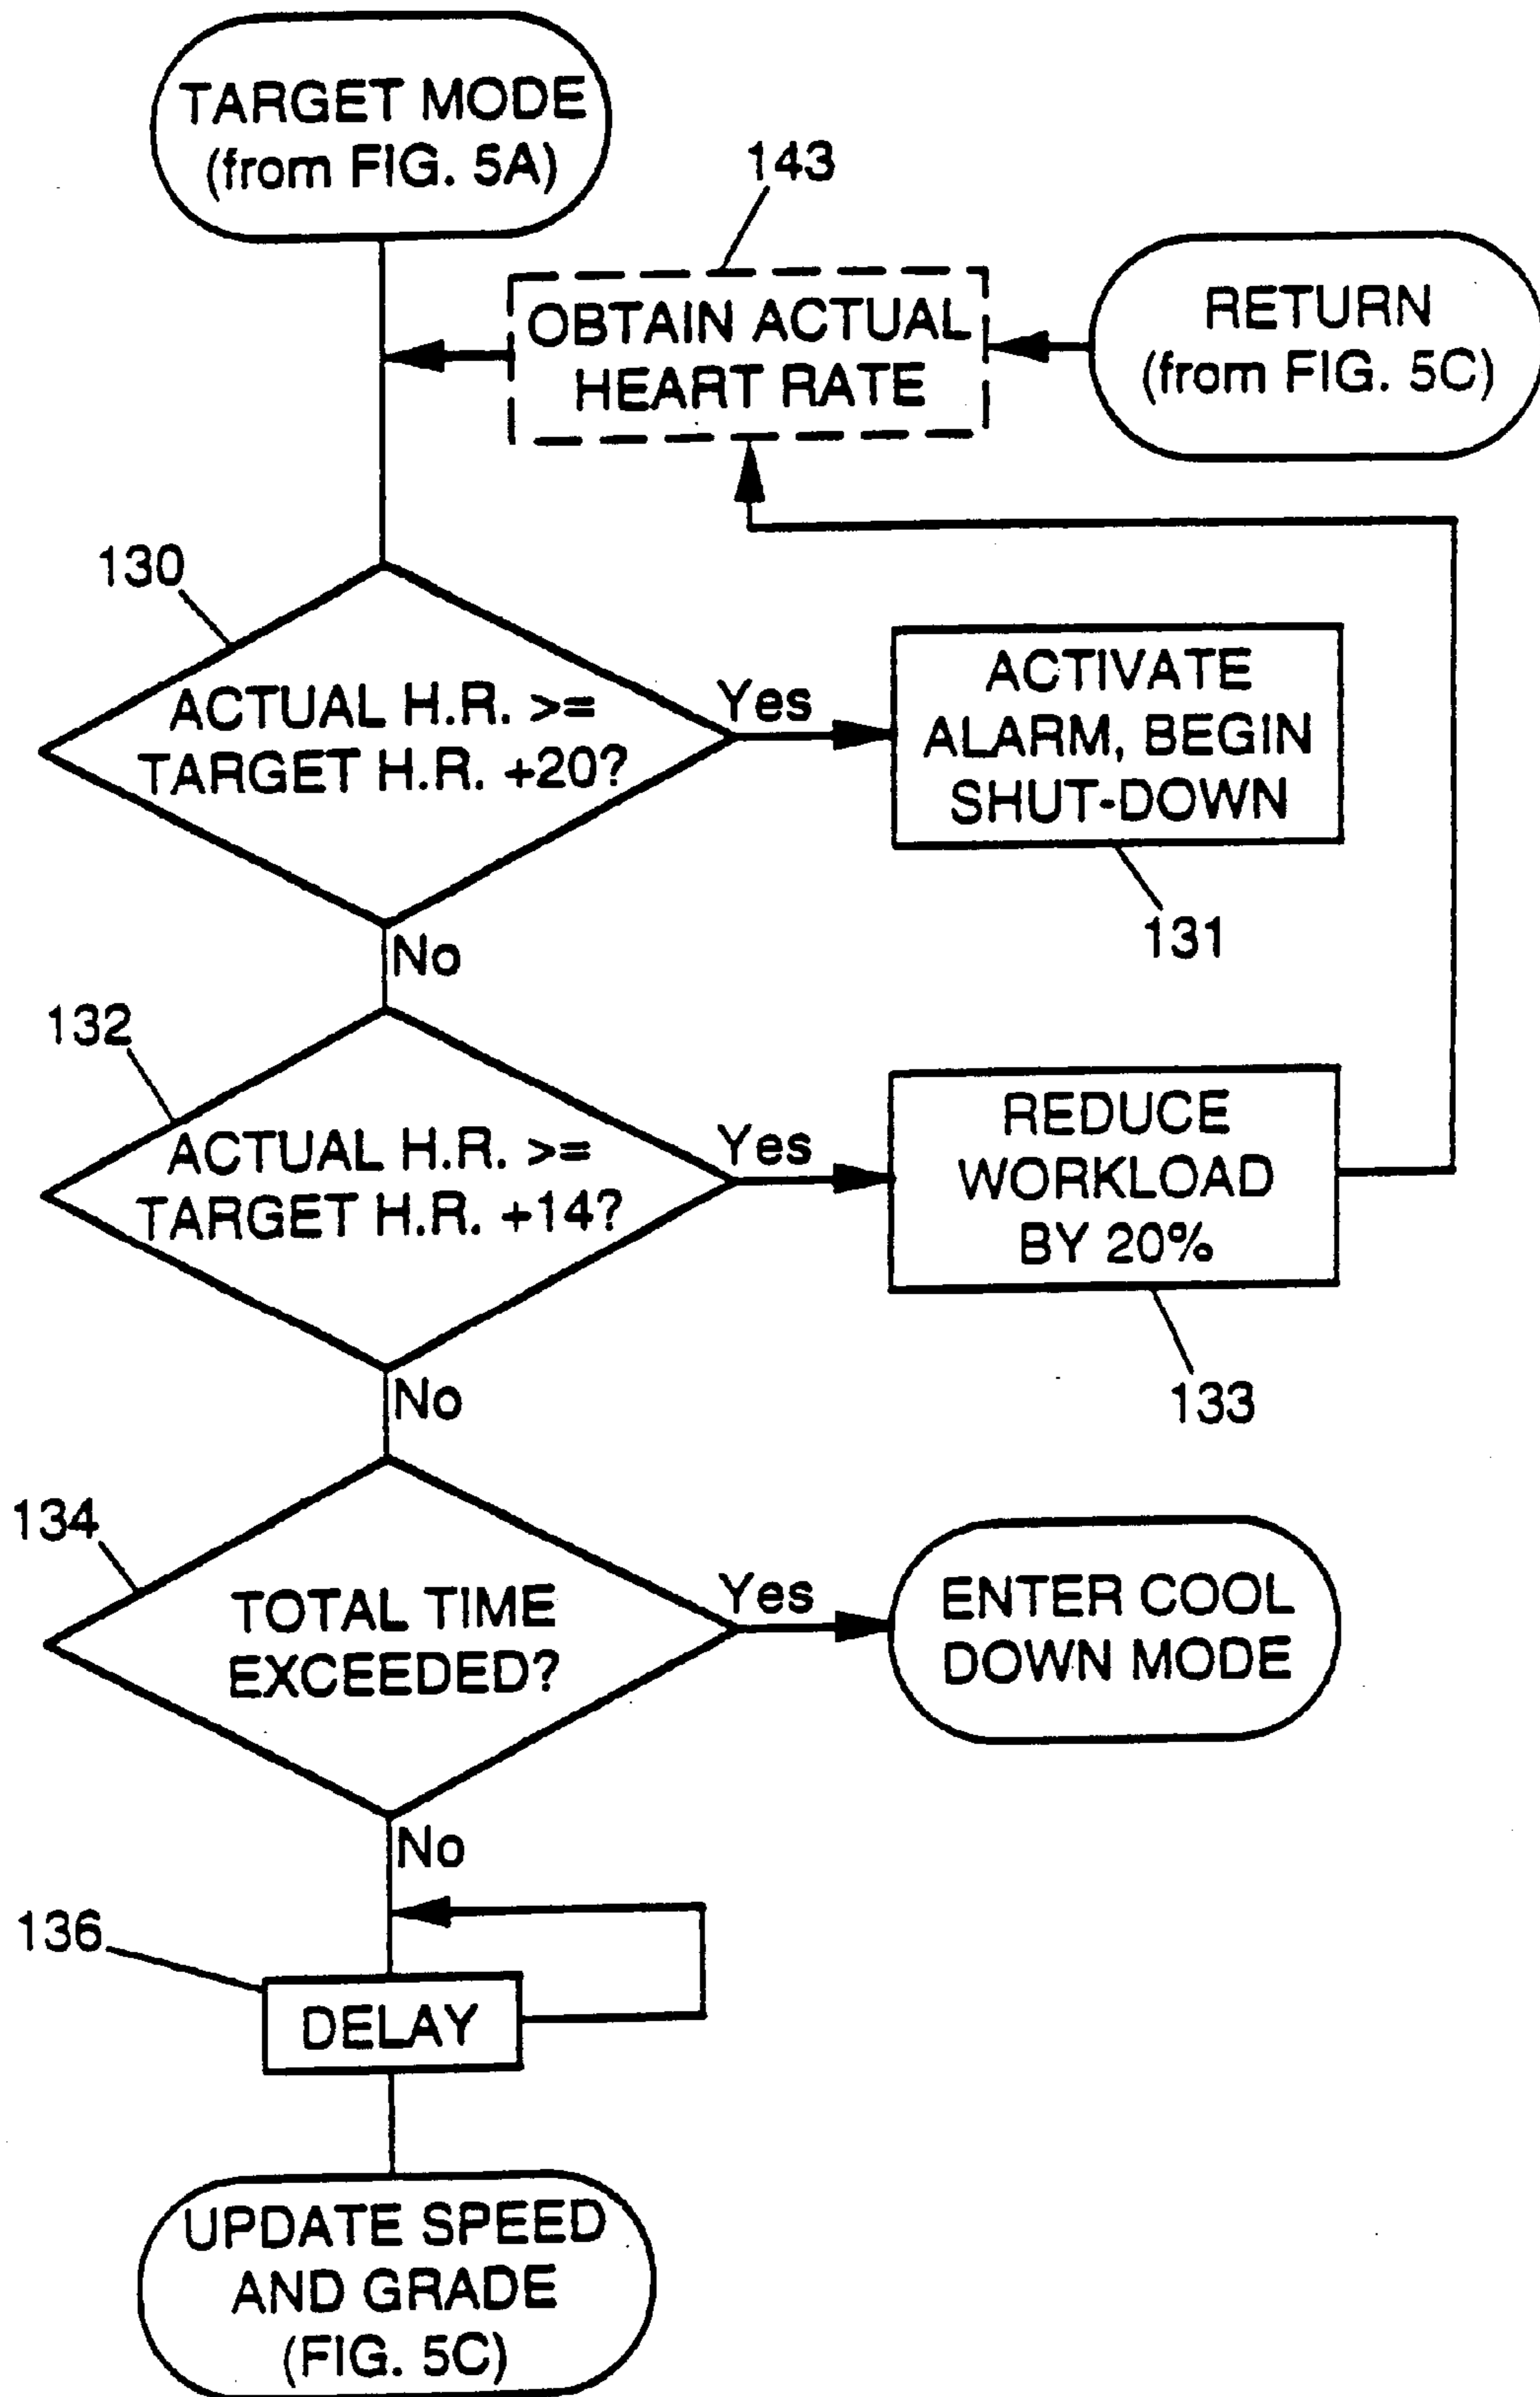 TARGET MODE
(from FIG. 5A)
143
OBTAIN ACTUAL
HEART RATE
RETURN
(from FIG. 5C)
130
ACTUAL H.R. >=
TARGET H.R. +20?
Yes
ACTIVATE
ALARM, BEGIN
SHUT-DOWN
131
No
132
ACTUAL H.R. >=
TARGET H.R. +14?
Yes
REDUCE
WORKLOAD
BY 20%
133
No
134
TOTAL TIME
EXCEEDED?
Yes
ENTER COOL
DOWN MODE
No
136
DELAY
UPDATE SPEED
AND GRADE
(FIG. 5C)